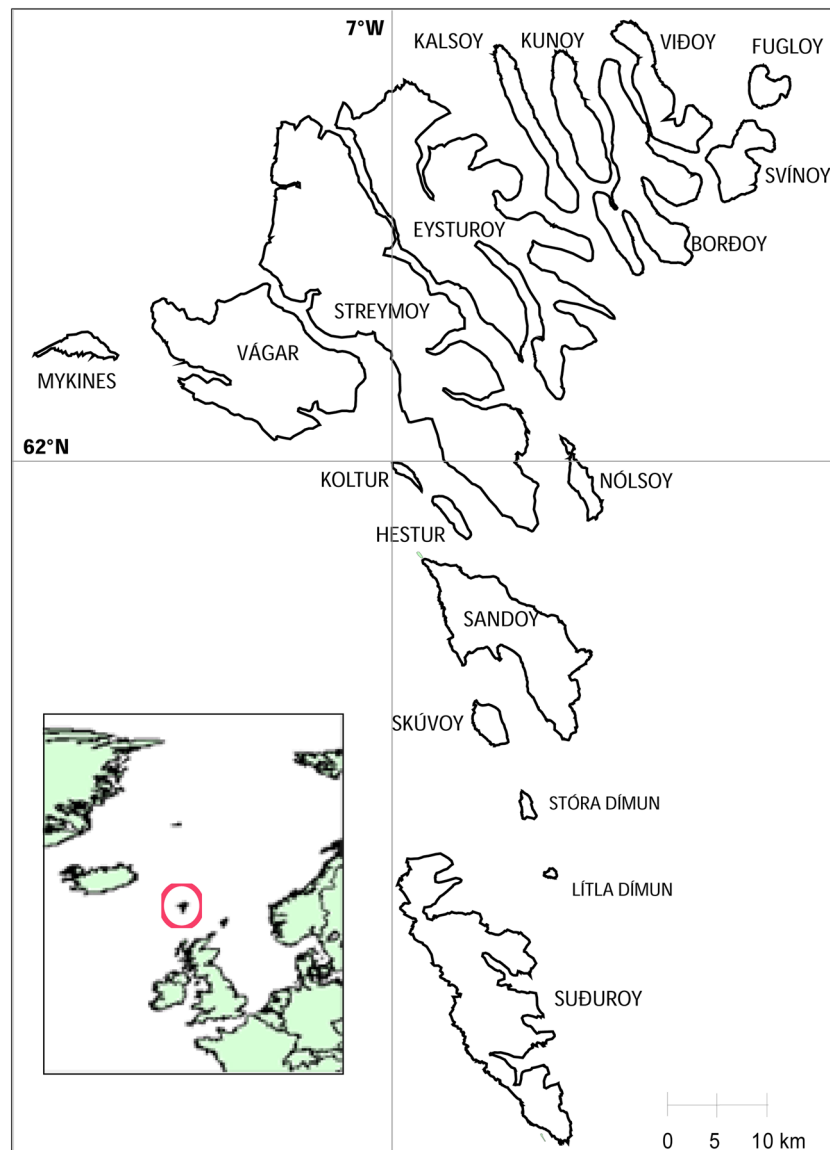 7°W
KALSOY
KUNOY
VIÐOY
FUGLOY
SVÍNOY
EYSTUROY
BORÐOY
STREYMOY
VÁGAR
MYKINES
62°N
KOLTUR
NÓLSOY
HESTUR
SANDOY
SKÚVOY
STÓRA DÍMUN
LÍTLA DÍMUN
SUÐUROY
0 5 10 km